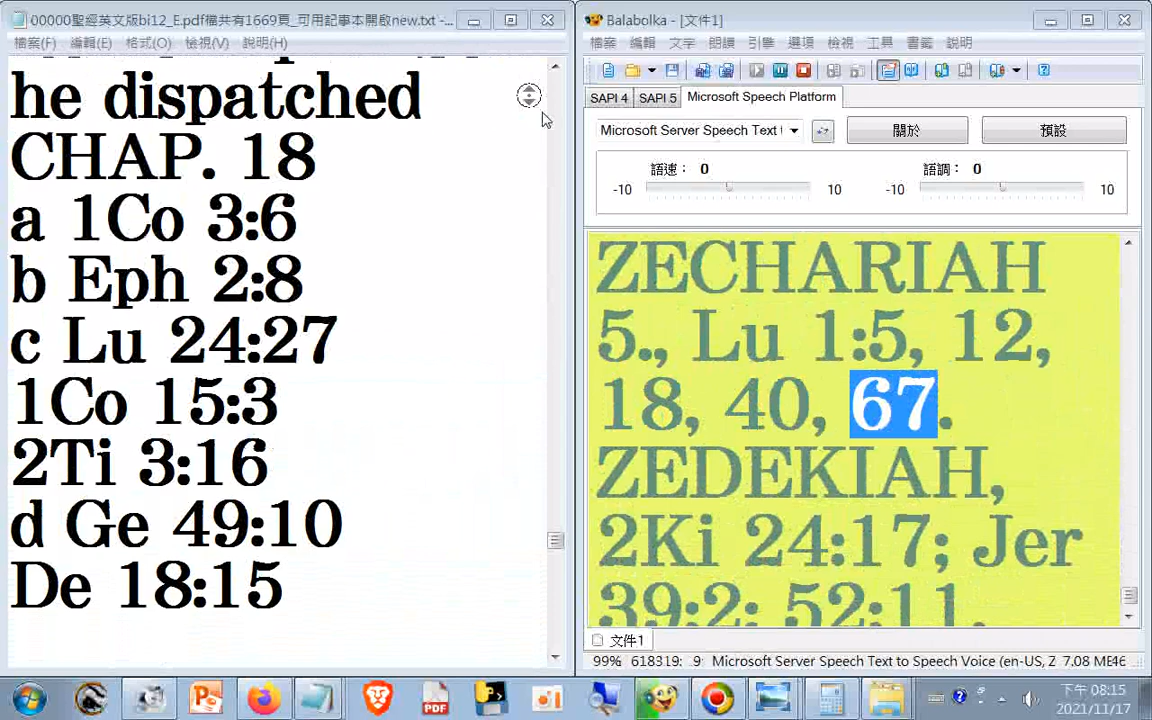 00000聖經英文版bi12_E.pdf檔共有1669頁_可用記事本開啟new.txt -...
檔案(F) 編輯(E) 格式(O) 檢視(V) 說明(H)
he dispatched
CHAP. 18
a 1Co 3:6
b Eph 2:8
c Lu 24:27
1Co 15:3
2Ti 3:16
d Ge 49:10
De 18:15
Balabolka - [文件1]
檔案 編輯 文字 朗讀 引擎 選項 檢視 工具 書籤 說明
SAPI 4 SAPI 5 Microsoft Speech Platform
Microsoft Server Speech Text 關於 預設
語速： 0 語調： 0
-10 10 -10 10
ZECHARIAH
5., Lu 1:5, 12,
18, 40, 67.
ZEDEKIAH,
2Ki 24:17; Jer
39:2; 52:11.
文件1
99% 618319: .9: Microsoft Server Speech Text to Speech Voice (en-US, Z 7.08 ME46
PDF
下午 08:15
2021/11/17